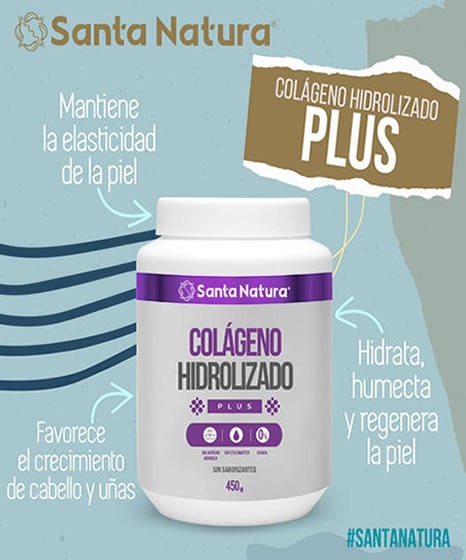 Santa Natura®
COLÁGENO HIDROLIZADO
PLUS
Mantiene
la elasticidad
de la piel
Santa Natura®
COLÁGENO
HIDROLIZADO
PLUS
SIN SABORIZANTES
450g
Hidrata,
humecta
y regenera
la piel
Favorece
el crecimiento
de cabello y uñas
#SANTANATURA